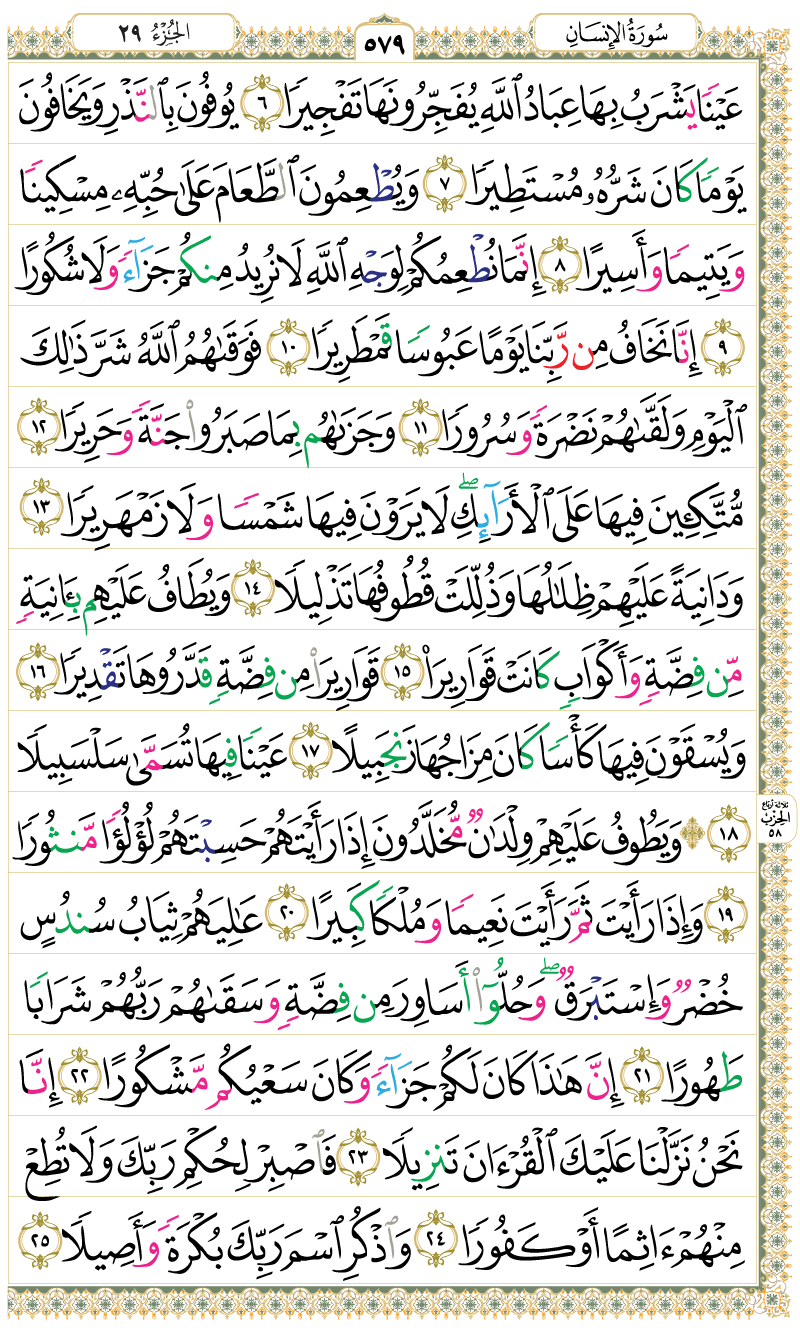 سُورَةُ الإِنسَانِ
٥٧٩
الجُزْءُ ٢٩
عَيْنًا يَشْرَبُ بِهَا عِبَادُ ٱللَّهِ يُفَجِّرُونَهَا تَفْجِيرًا ٦ يُوفُونَ بِٱلنَّذْرِ وَيَخَافُونَ
يَوْمًا كَانَ شَرُّهُۥ مُسْتَطِيرًا ٧ وَيُطْعِمُونَ ٱلطَّعَامَ عَلَىٰ حُبِّهِۦ مِسْكِينًا
وَيَتِيمًا وَأَسِيرًا ٨ إِنَّمَا نُطْعِمُكُمْ لِوَجْهِ ٱللَّهِ لَا نُرِيدُ مِنكُمْ جَزَآءً وَلَا شُكُورًا
٩ إِنَّا نَخَافُ مِن رَّبِّنَا يَوْمًا عَبُوسًا قَمْطَرِيرًا ١٠ فَوَقَىٰهُمُ ٱللَّهُ شَرَّ ذَٰلِكَ
ٱلْيَوْمِ وَلَقَّىٰهُمْ نَضْرَةً وَسُرُورًا ١١ وَجَزَىٰهُم بِمَا صَبَرُوا۟ جَنَّةً وَحَرِيرًا ١٢
مُّتَّكِـِٔينَ فِيهَا عَلَى ٱلْأَرَآئِكِ ۖ لَا يَرَوْنَ فِيهَا شَمْسًا وَلَا زَمْهَرِيرًا ١٣
وَدَانِيَةً عَلَيْهِمْ ظِلَٰلُهَا وَذُلِّلَتْ قُطُوفُهَا تَذْلِيلًا ١٤ وَيُطَافُ عَلَيْهِم بِـَٔانِيَةٍ
مِّن فِضَّةٍ وَأَكْوَابٍ كَانَتْ قَوَارِيرَا۠ ١٥ قَوَارِيرَا۟ مِن فِضَّةٍ قَدَّرُوهَا تَقْدِيرًا ١٦
وَيُسْقَوْنَ فِيهَا كَأْسًا كَانَ مِزَاجُهَا زَنجَبِيلًا ١٧ عَيْنًا فِيهَا تُسَمَّىٰ سَلْسَبِيلًا
١٨ ۞ وَيَطُوفُ عَلَيْهِمْ وِلْدَٰنٌ مُّخَلَّدُونَ إِذَا رَأَيْتَهُمْ حَسِبْتَهُمْ لُؤْلُؤًا مَّنثُورًا
ثلاثة أرباع
الحِزْب
٥٨
١٩ وَإِذَا رَأَيْتَ ثَمَّ رَأَيْتَ نَعِيمًا وَمُلْكًا كَبِيرًا ٢٠ عَٰلِيَهُمْ ثِيَابُ سُندُسٍ
خُضْرٌ وَإِسْتَبْرَقٌ ۖ وَحُلُّوٓا۟ أَسَاوِرَ مِن فِضَّةٍ وَسَقَىٰهُمْ رَبُّهُمْ شَرَابًا
طَهُورًا ٢١ إِنَّ هَٰذَا كَانَ لَكُمْ جَزَآءً وَكَانَ سَعْيُكُم مَّشْكُورًا ٢٢ إِنَّا
نَحْنُ نَزَّلْنَا عَلَيْكَ ٱلْقُرْءَانَ تَنزِيلًا ٢٣ فَٱصْبِرْ لِحُكْمِ رَبِّكَ وَلَا تُطِعْ
مِنْهُمْ ءَاثِمًا أَوْ كَفُورًا ٢٤ وَٱذْكُرِ ٱسْمَ رَبِّكَ بُكْرَةً وَأَصِيلًا ٢٥